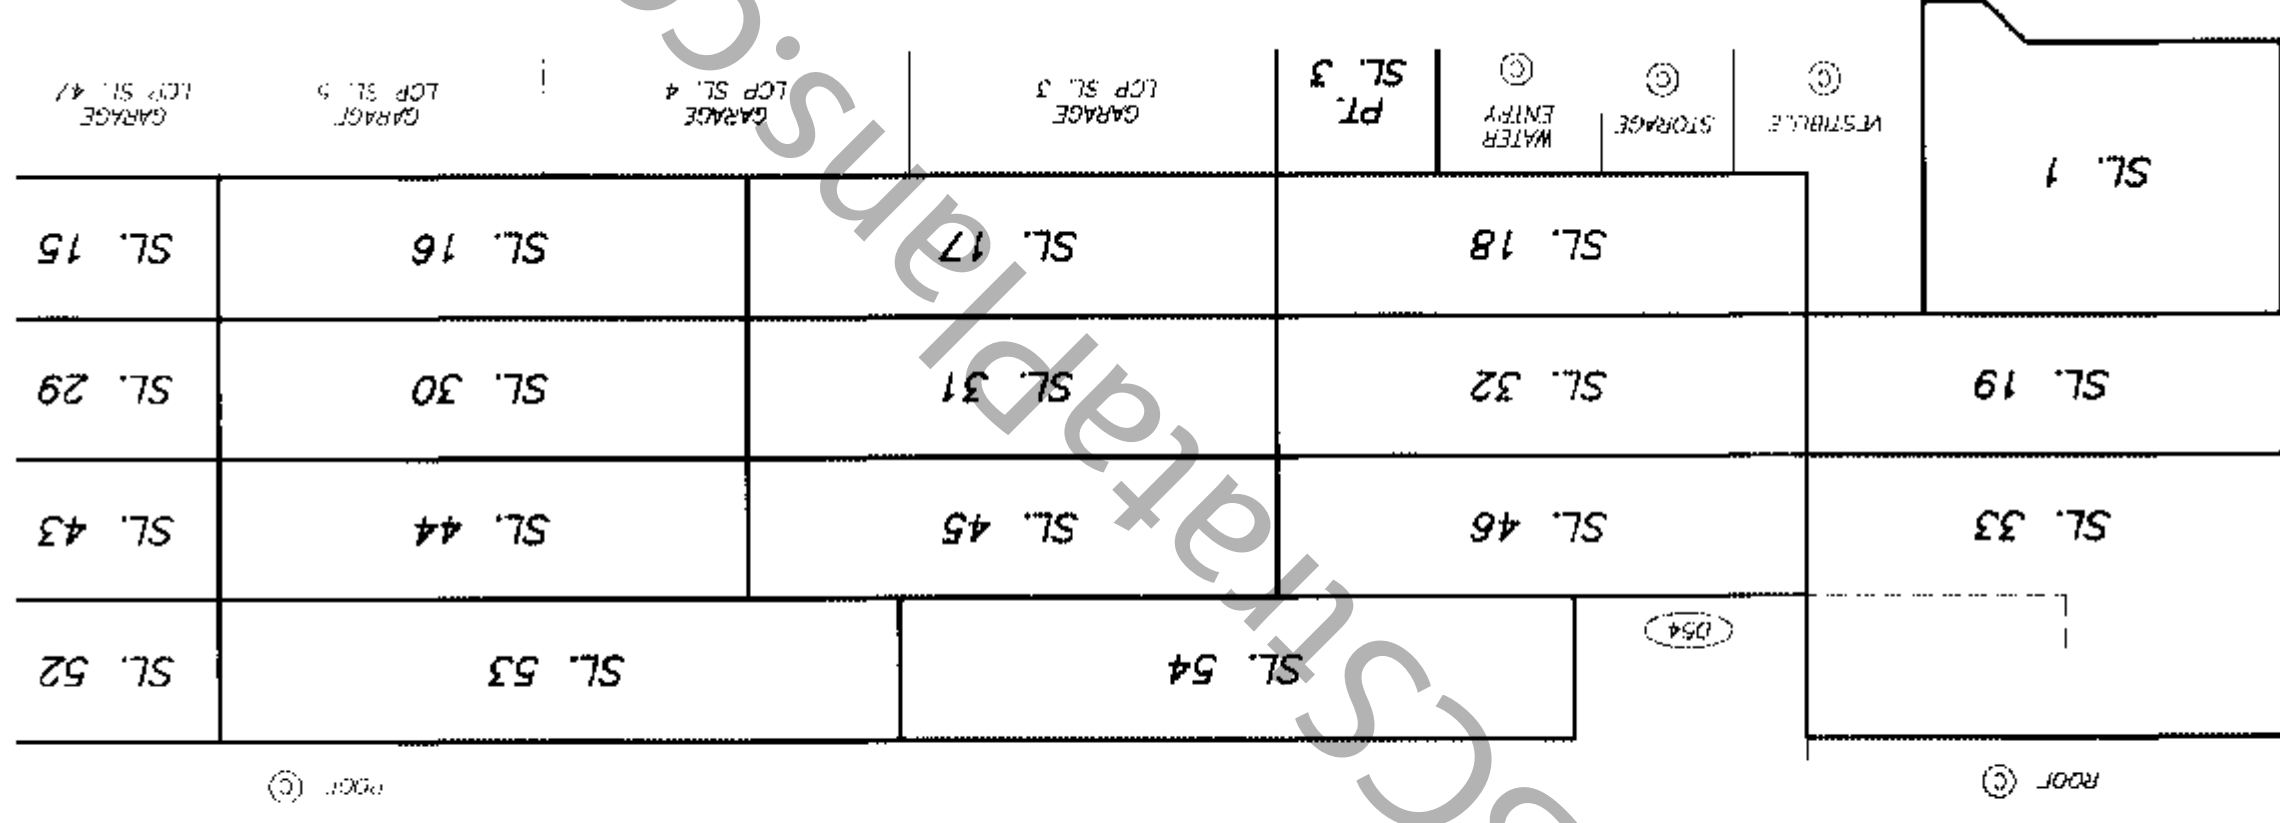 ROOF Ⓒ
ROOF Ⓒ
SL. 54
SL. 53
SL. 52
D54
SL. 33
SL. 46
SL. 45
SL. 44
SL. 43
SL. 19
SL. 32
SL. 31
SL. 30
SL. 29
SL. 18
SL. 17
SL. 16
SL. 15
SL. 1
VESTIBULE
Ⓒ
STORAGE
Ⓒ
WATER
ENTRY
Ⓒ
PT.
SL. 3
GARAGE
LCP SL. 3
GARAGE
LCP SL. 4
GARAGE
LCP SL. 5
GARAGE
LCP SL. 47
CStrataplans.c